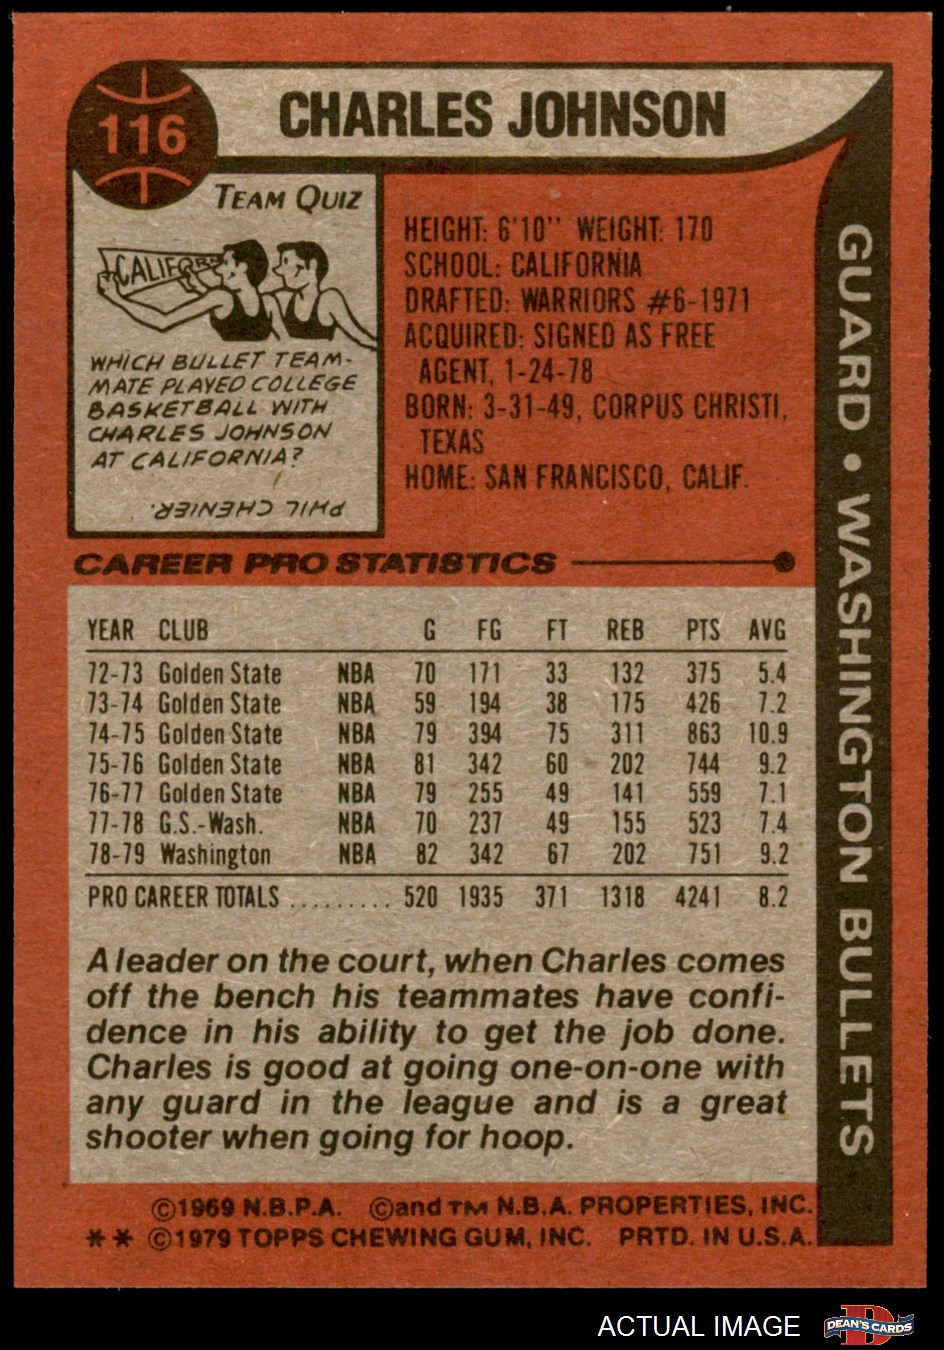 116
CHARLES JOHNSON
TEAM QUIZ
CALIFOR
WHICH BULLET TEAM-
MATE PLAYED COLLEGE
BASKETBALL WITH
CHARLES JOHNSON
AT CALIFORNIA?
PHIL CHENIER.
HEIGHT: 6'10" WEIGHT: 170
SCHOOL: CALIFORNIA
DRAFTED: WARRIORS #6-1971
ACQUIRED: SIGNED AS FREE
AGENT, 1-24-78
BORN: 3-31-49, CORPUS CHRISTI,
TEXAS
HOME: SAN FRANCISCO, CALIF.
GUARD • WASHINGTON BULLETS
CAREER PRO STATISTICS
YEAR CLUB G FG FT REB PTS AVG
72-73 Golden State NBA 70 171 33 132 375 5.4
73-74 Golden State NBA 59 194 38 175 426 7.2
74-75 Golden State NBA 79 394 75 311 863 10.9
75-76 Golden State NBA 81 342 60 202 744 9.2
76-77 Golden State NBA 79 255 49 141 559 7.1
77-78 G.S.-Wash. NBA 70 237 49 155 523 7.4
78-79 Washington NBA 82 342 67 202 751 9.2
PRO CAREER TOTALS ......... 520 1935 371 1318 4241 8.2
A leader on the court, when Charles comes
off the bench his teammates have confi-
dence in his ability to get the job done.
Charles is good at going one-on-one with
any guard in the league and is a great
shooter when going for hoop.
©1969 N.B.P.A. ©and TM N.B.A. PROPERTIES, INC.
** ©1979 TOPPS CHEWING GUM, INC. PRTD. IN U.S.A.
ACTUAL IMAGE
D
DEAN'S CARDS